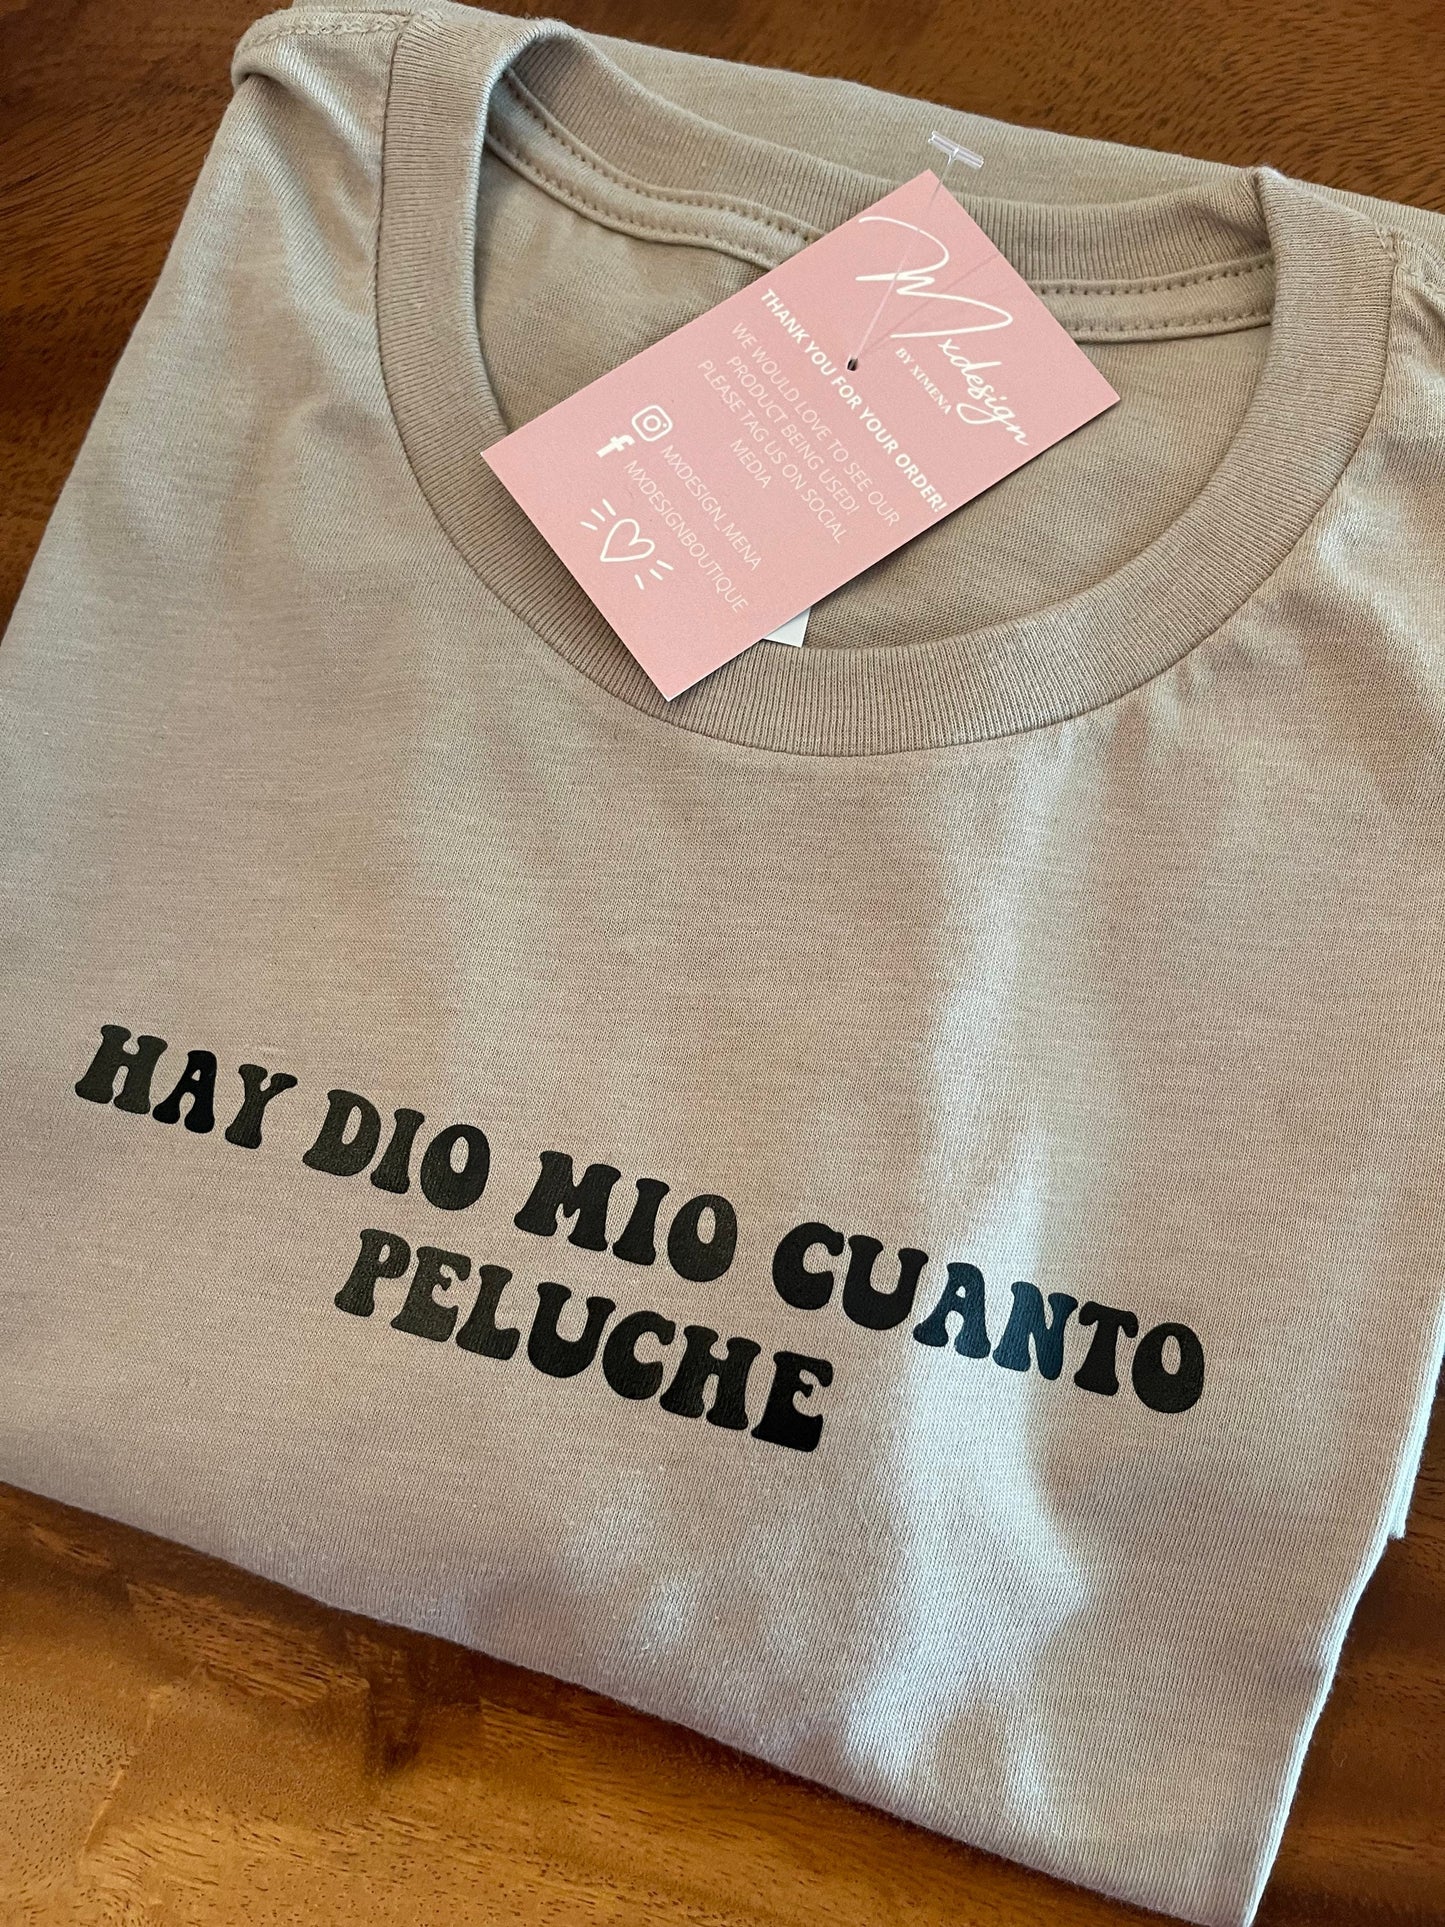 Mxdesign
BY XIMENA
THANK YOU FOR YOUR ORDER!
WE WOULD LOVE TO SEE OUR
PRODUCT BEING USED!
PLEASE TAG US ON SOCIAL
MEDIA
MXDESIGN_MENA
MXDESIGNBOUTIQUE
HAY DIO MIO CUANTO
PELUCHE